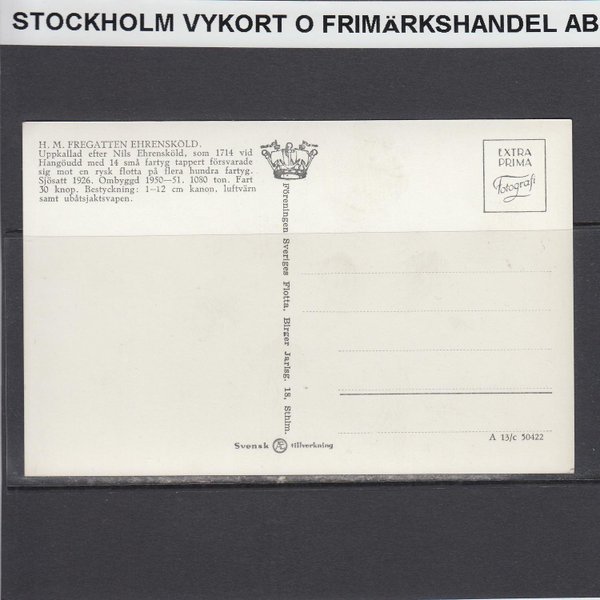 STOCKHOLM VYKORT O FRIMÄRKSHANDEL AB
H. M. FREGATTEN EHRENSKÖLD.
Uppkallad efter Nils Ehrensköld, som 1714 vid
Hangöudd med 14 små fartyg tappert försvarade
sig mot en rysk flotta på flera hundra fartyg.
Sjösatt 1926. Ombyggd 1950—51. 1080 ton. Fart
30 knop. Bestyckning: 1—12 cm kanon, luftvärn
samt ubåtsjaktsvapen.
Föreningen Sveriges Flotta, Birger Jarlsg. 18, Sthlm.
EXTRA
PRIMA
Fotografi
A 13/c 50422
Svensk Æ tillverkning